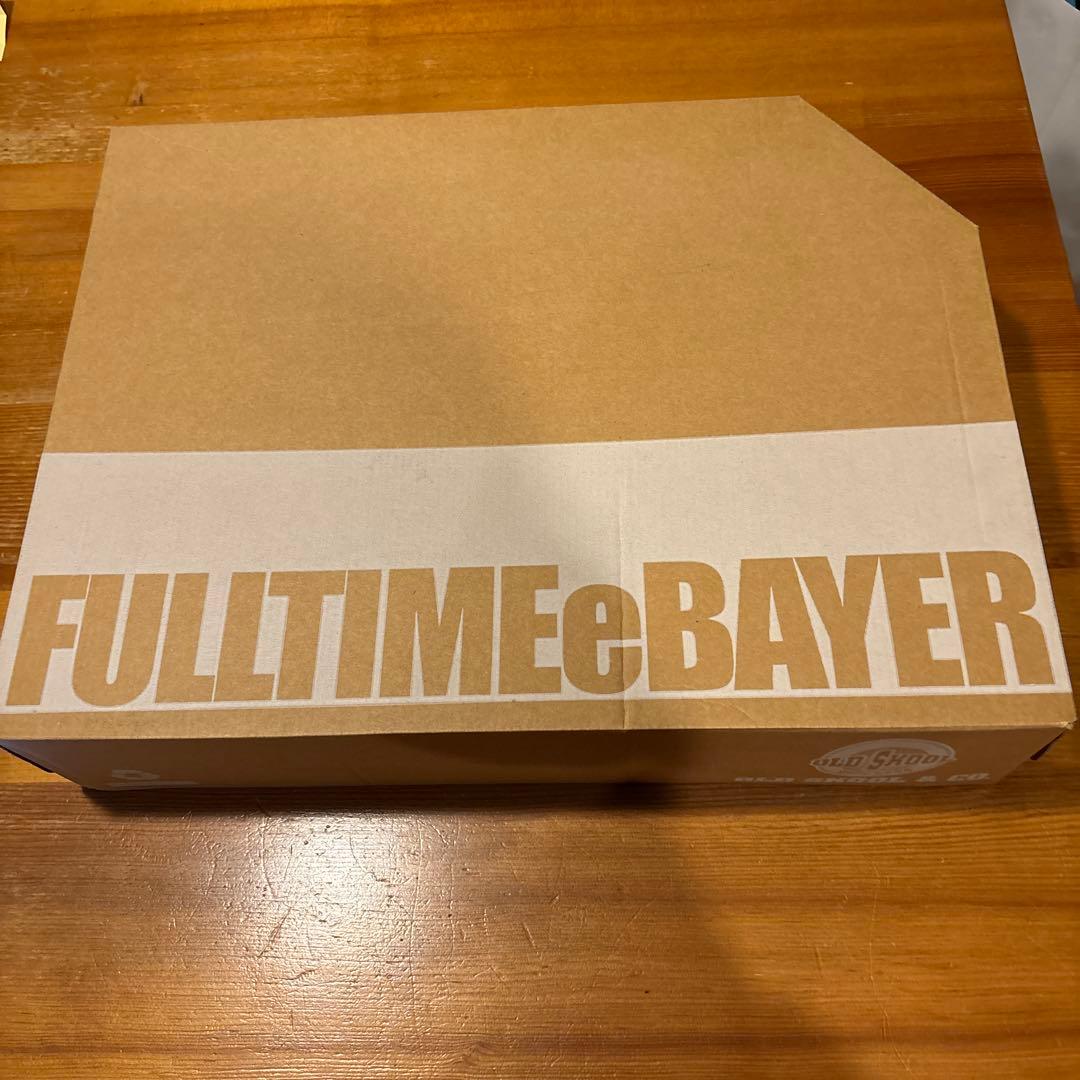 FULLTIMEeBAYER
OLD SKOOL
OLD SKOOL & CO.